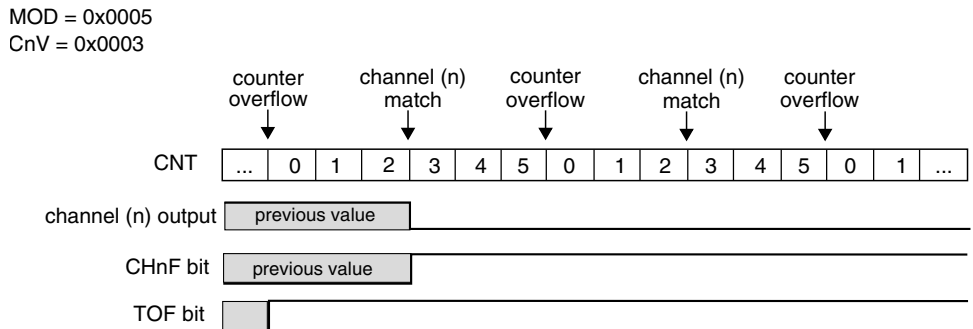 MOD = 0x0005
CnV = 0x0003
counter overflow
channel (n) match
counter overflow
channel (n) match
counter overflow
CNT ... 0 1 2 3 4 5 0 1 2 3 4 5 0 1 ...
channel (n) output previous value
CHnF bit previous value
TOF bit